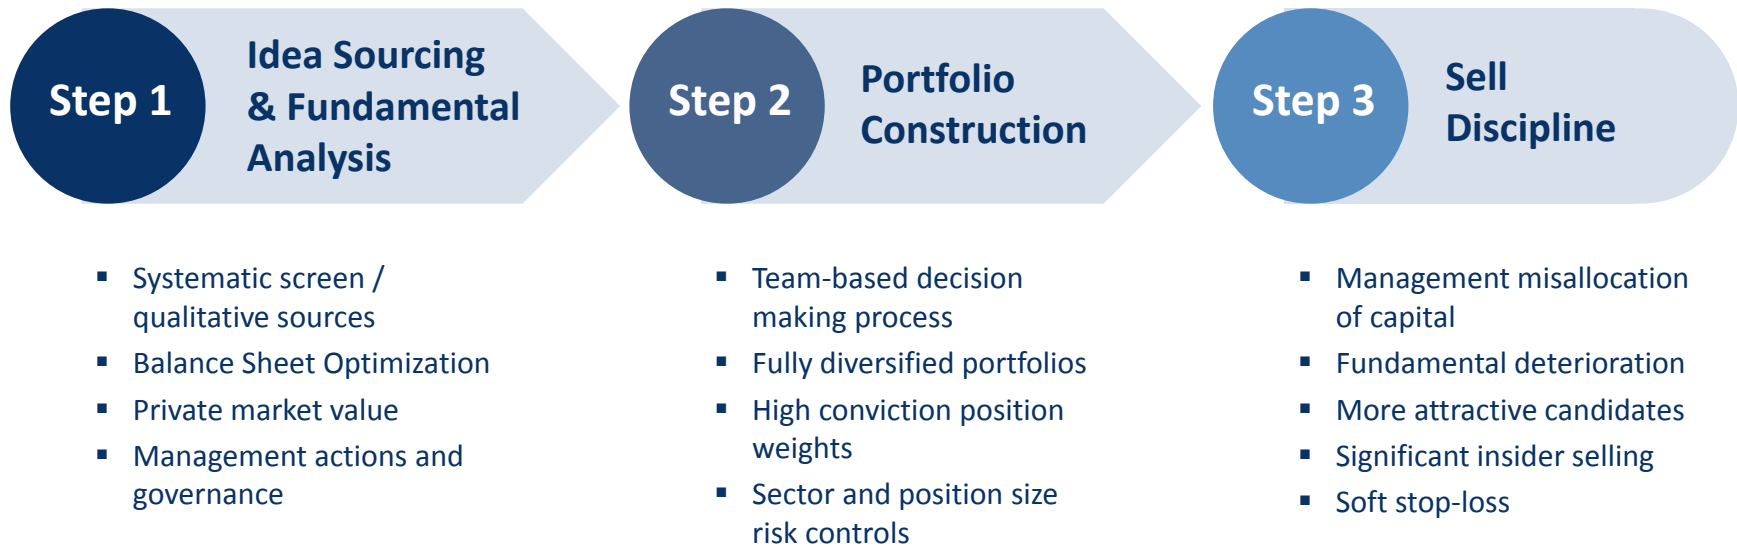 Step 1
Idea Sourcing
& Fundamental
Analysis
▪ Systematic screen /
qualitative sources
▪ Balance Sheet Optimization
▪ Private market value
▪ Management actions and
governance
Step 2
Portfolio
Construction
▪ Team-based decision
making process
▪ Fully diversified portfolios
▪ High conviction position
weights
▪ Sector and position size
risk controls
Step 3
Sell
Discipline
▪ Management misallocation
of capital
▪ Fundamental deterioration
▪ More attractive candidates
▪ Significant insider selling
▪ Soft stop-loss